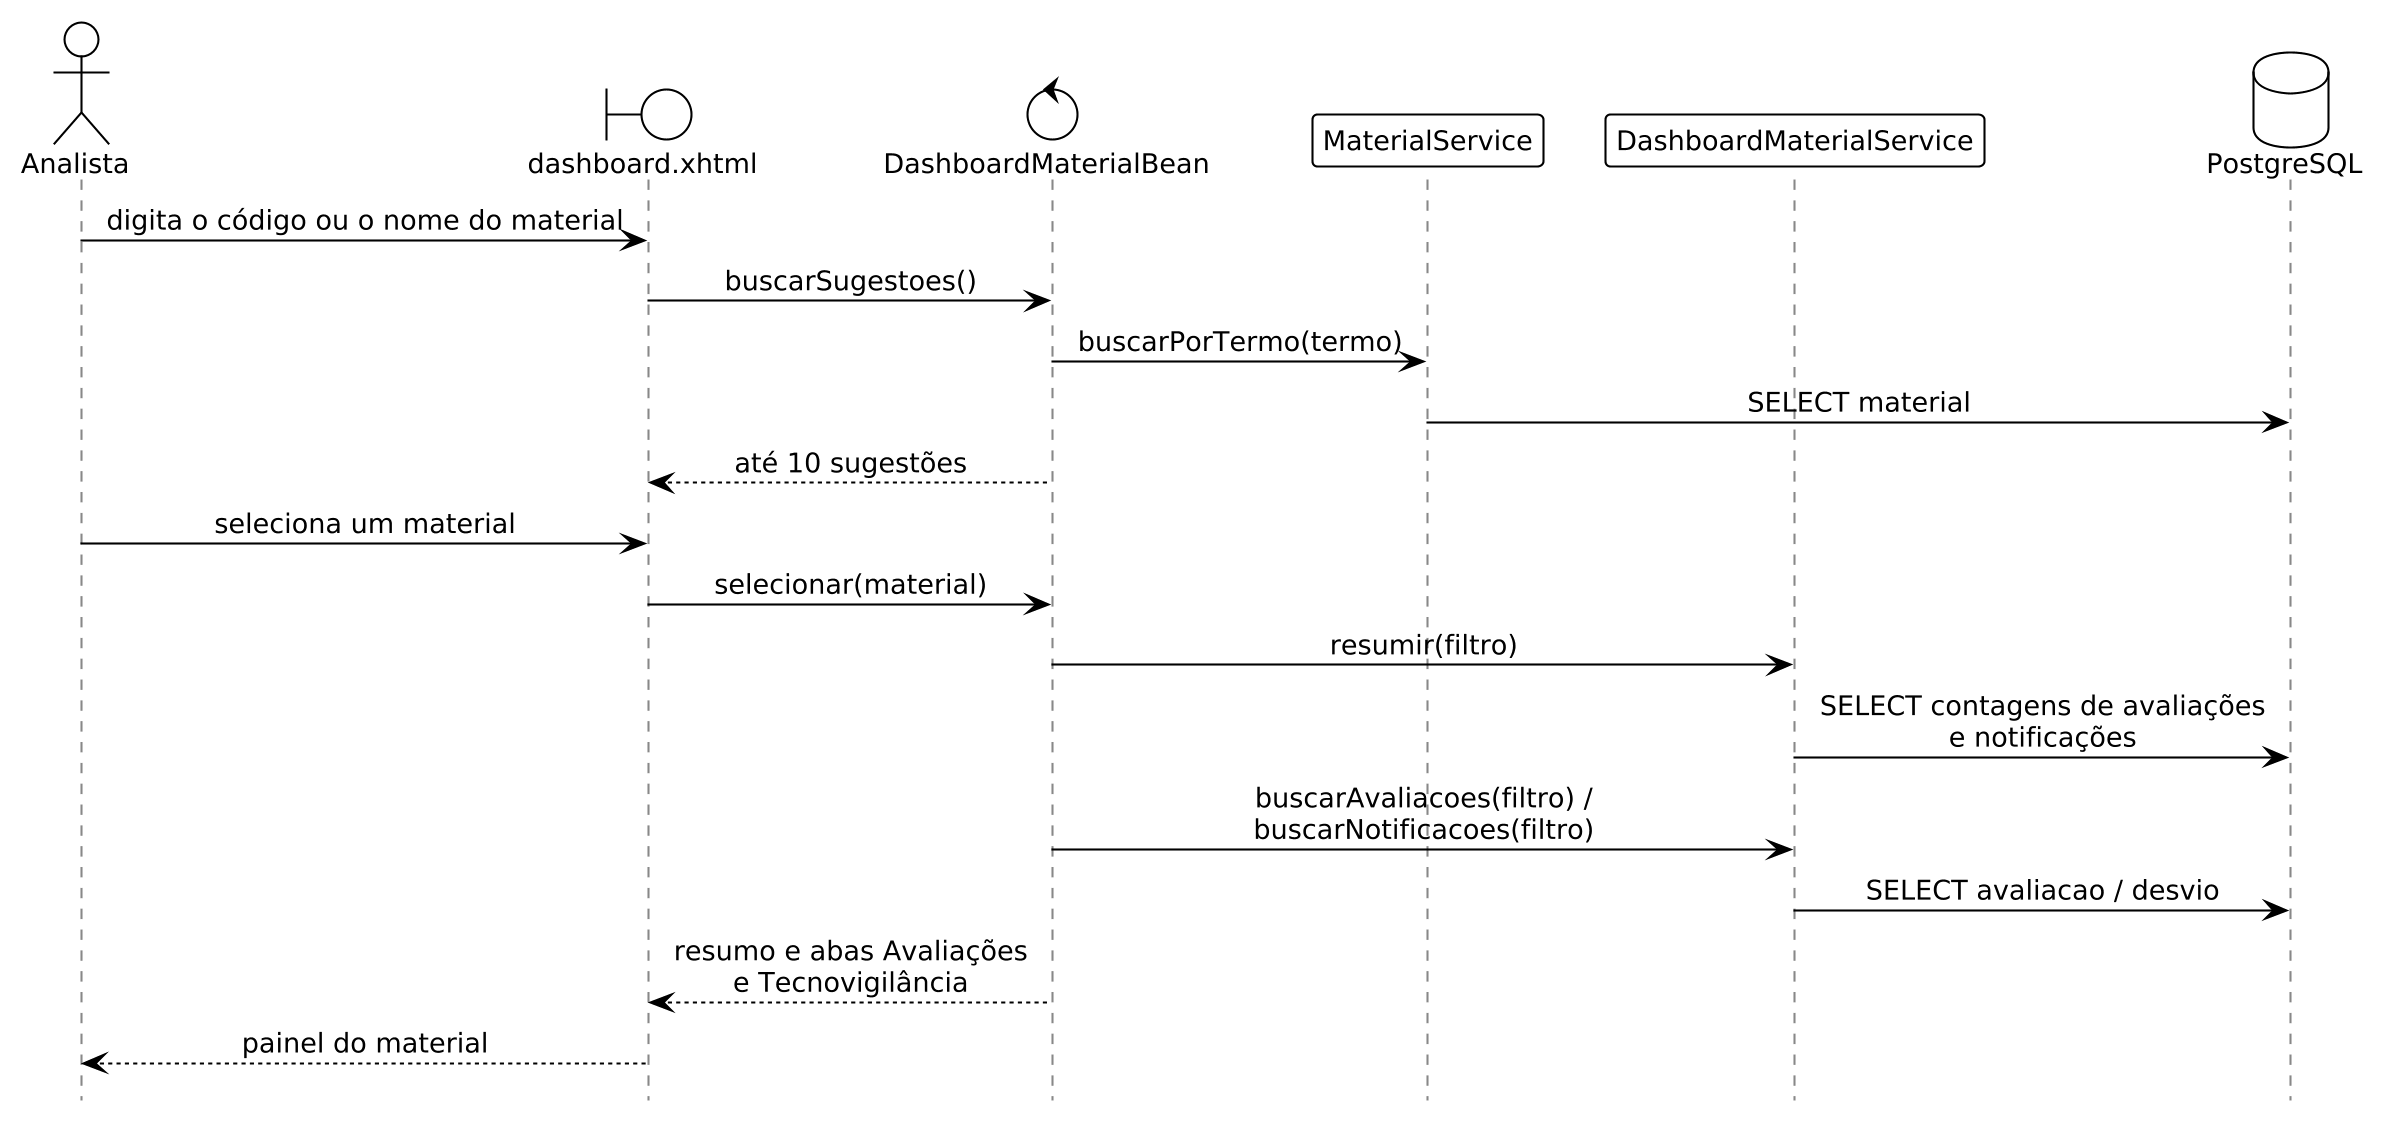 Analista
dashboard.xhtml
DashboardMaterialBean
MaterialService
DashboardMaterialService
PostgreSQL
digita o código ou o nome do material
buscarSugestoes()
buscarPorTermo(termo)
SELECT material
até 10 sugestões
seleciona um material
selecionar(material)
resumir(filtro)
SELECT contagens de avaliações
e notificações
buscarAvaliacoes(filtro) /
buscarNotificacoes(filtro)
SELECT avaliacao / desvio
resumo e abas Avaliações
e Tecnovigilância
painel do material